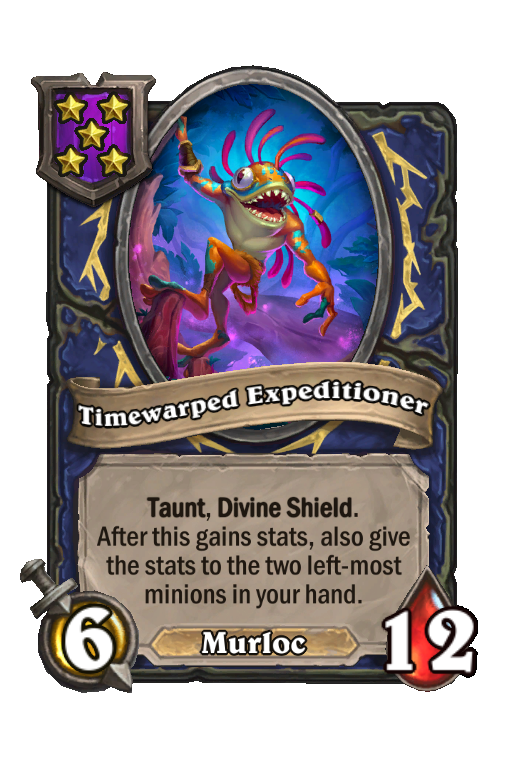 Timewarped Expeditioner
Taunt, Divine Shield.
After this gains stats, also give
the stats to the two left-most
minions in your hand.
6
Murloc
12